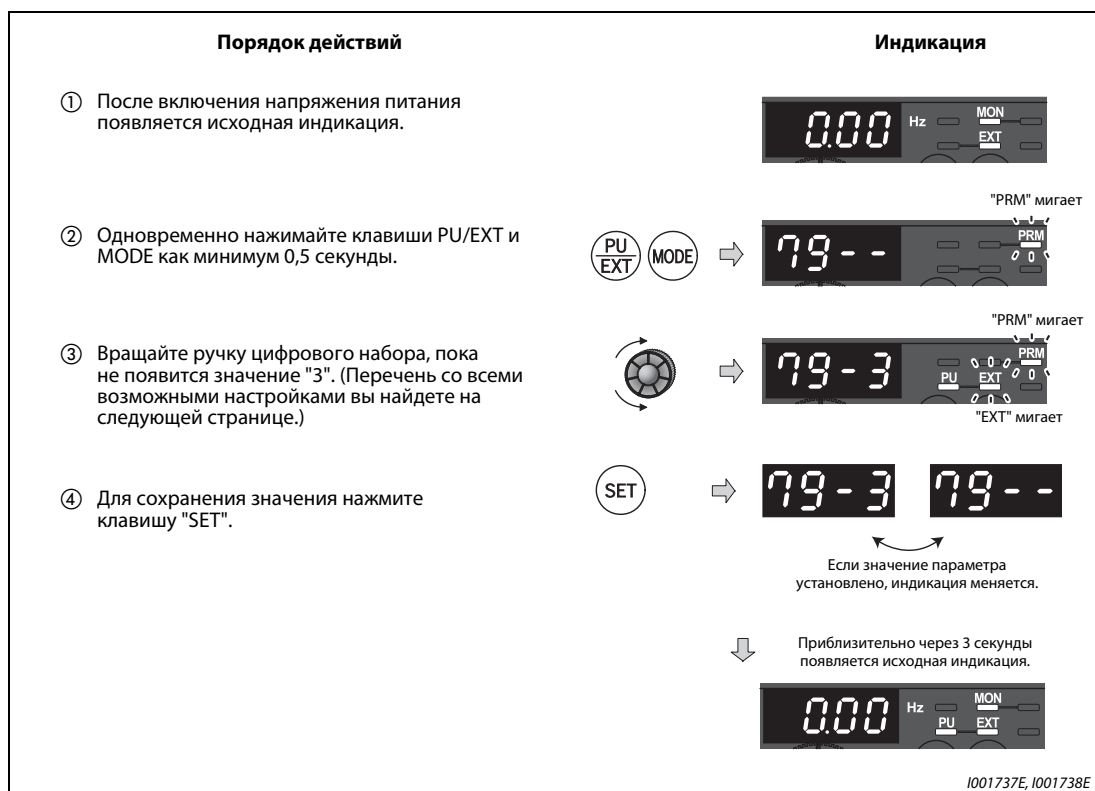 Порядок действий
Индикация
① После включения напряжения питания
появляется исходная индикация.
0.00 Hz MON
EXT
② Одновременно нажимайте клавиши PU/EXT и
MODE как минимум 0,5 секунды.
PU
EXT
MODE
"PRM" мигает
79--
PRM
③ Вращайте ручку цифрового набора, пока
не появится значение "3". (Перечень со всеми
возможными настройками вы найдете на
следующей странице.)
"PRM" мигает
79-3
PRM
PU EXT
"EXT" мигает
④ Для сохранения значения нажмите
клавишу "SET".
SET
79-3 79--
Если значение параметра
установлено, индикация меняется.
Приблизительно через 3 секунды
появляется исходная индикация.
0.00 Hz MON
PU EXT
I001737E, I001738E